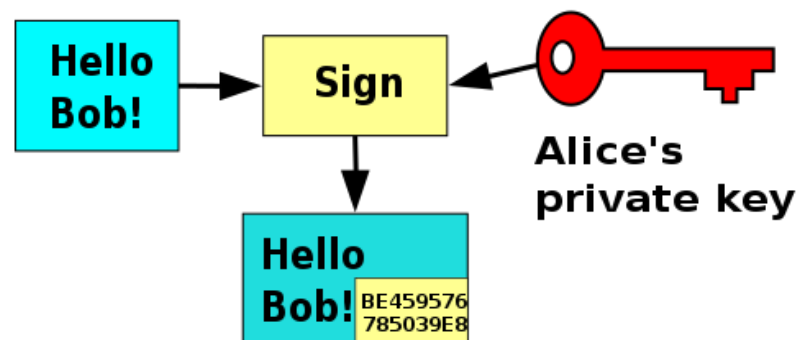 Hello
Bob!
Sign
Alice's
private key
Hello
Bob!
BE459576
785039E8